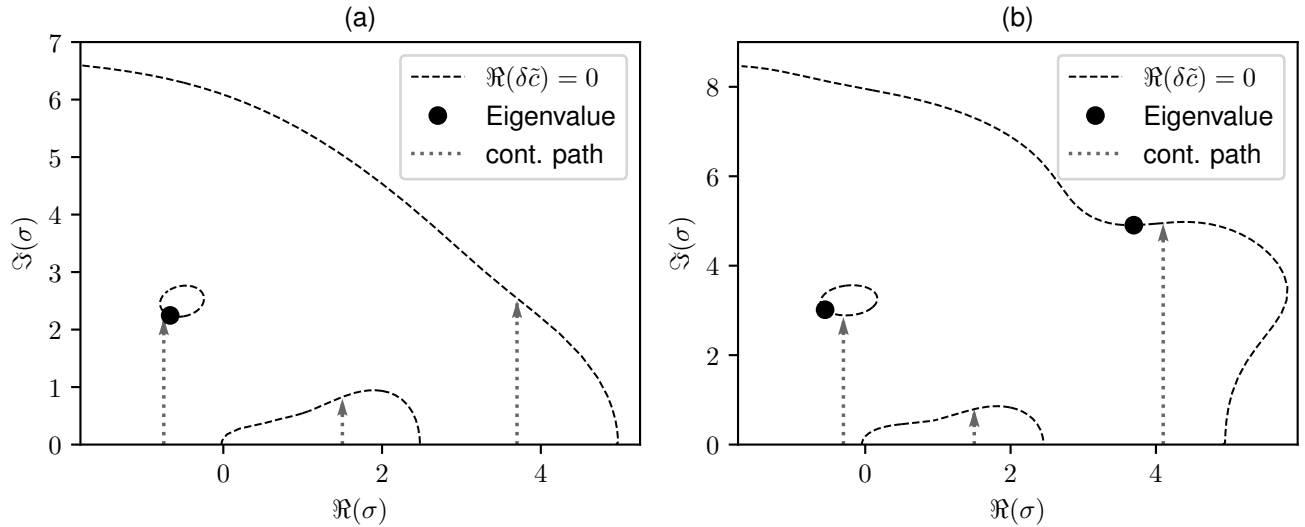 (a)
7
6
5
4
3
2
1
0
ℑ(σ)
0
2
4
ℜ(σ)
ℜ(δc̃) = 0
Eigenvalue
cont. path
(b)
8
6
4
2
0
ℑ(σ)
0
2
4
ℜ(σ)
ℜ(δc̃) = 0
Eigenvalue
cont. path